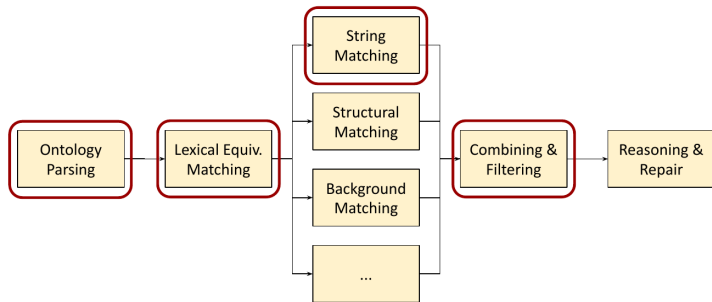 String
Matching
Ontology
Parsing
Lexical Equiv.
Matching
Structural
Matching
Background
Matching
...
Combining &
Filtering
Reasoning &
Repair